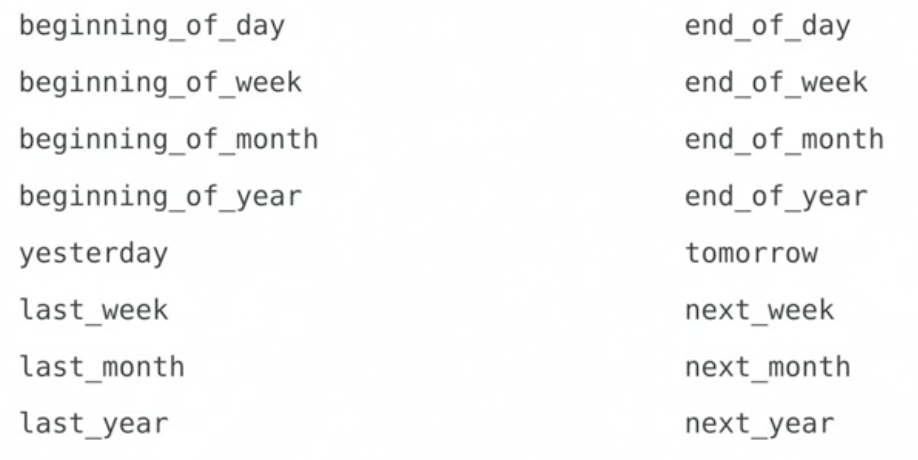 beginning_of_day end_of_day
beginning_of_week end_of_week
beginning_of_month end_of_month
beginning_of_year end_of_year
yesterday tomorrow
last_week next_week
last_month next_month
last_year next_year